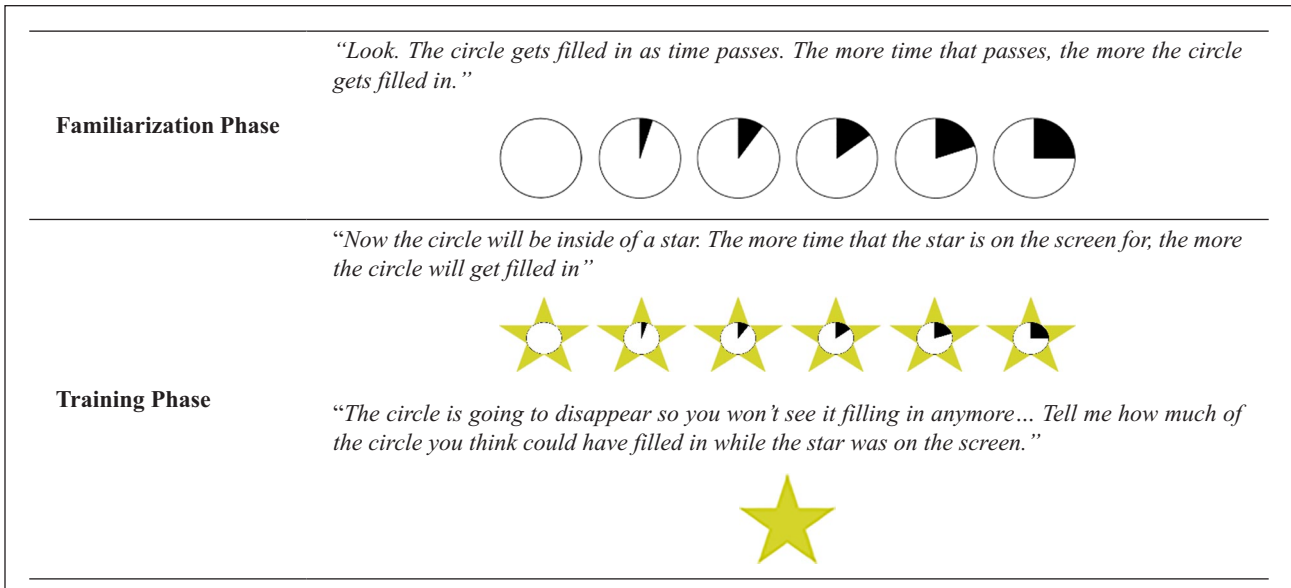 “Look. The circle gets filled in as time passes. The more time that passes, the more the circle
gets filled in.”
Familiarization Phase
“Now the circle will be inside of a star. The more time that the star is on the screen for, the more
the circle will get filled in”
Training Phase
“The circle is going to disappear so you won’t see it filling in anymore… Tell me how much of
the circle you think could have filled in while the star was on the screen.”